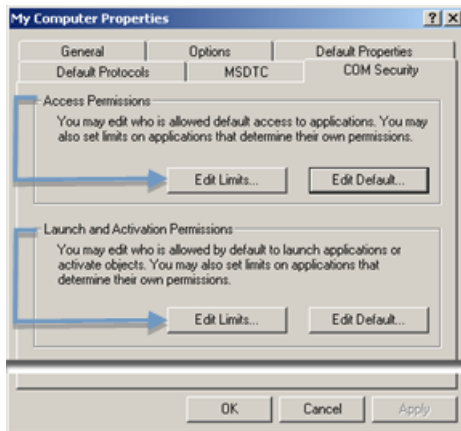 My Computer Properties
General Options Default Properties
Default Protocols MSDTC COM Security
Access Permissions
You may edit who is allowed default access to applications. You may
also set limits on applications that determine their own permissions.
Edit Limits... Edit Default...
Launch and Activation Permissions
You may edit who is allowed by default to launch applications or
activate objects. You may also set limits on applications that
determine their own permissions.
Edit Limits... Edit Default...
OK Cancel Apply